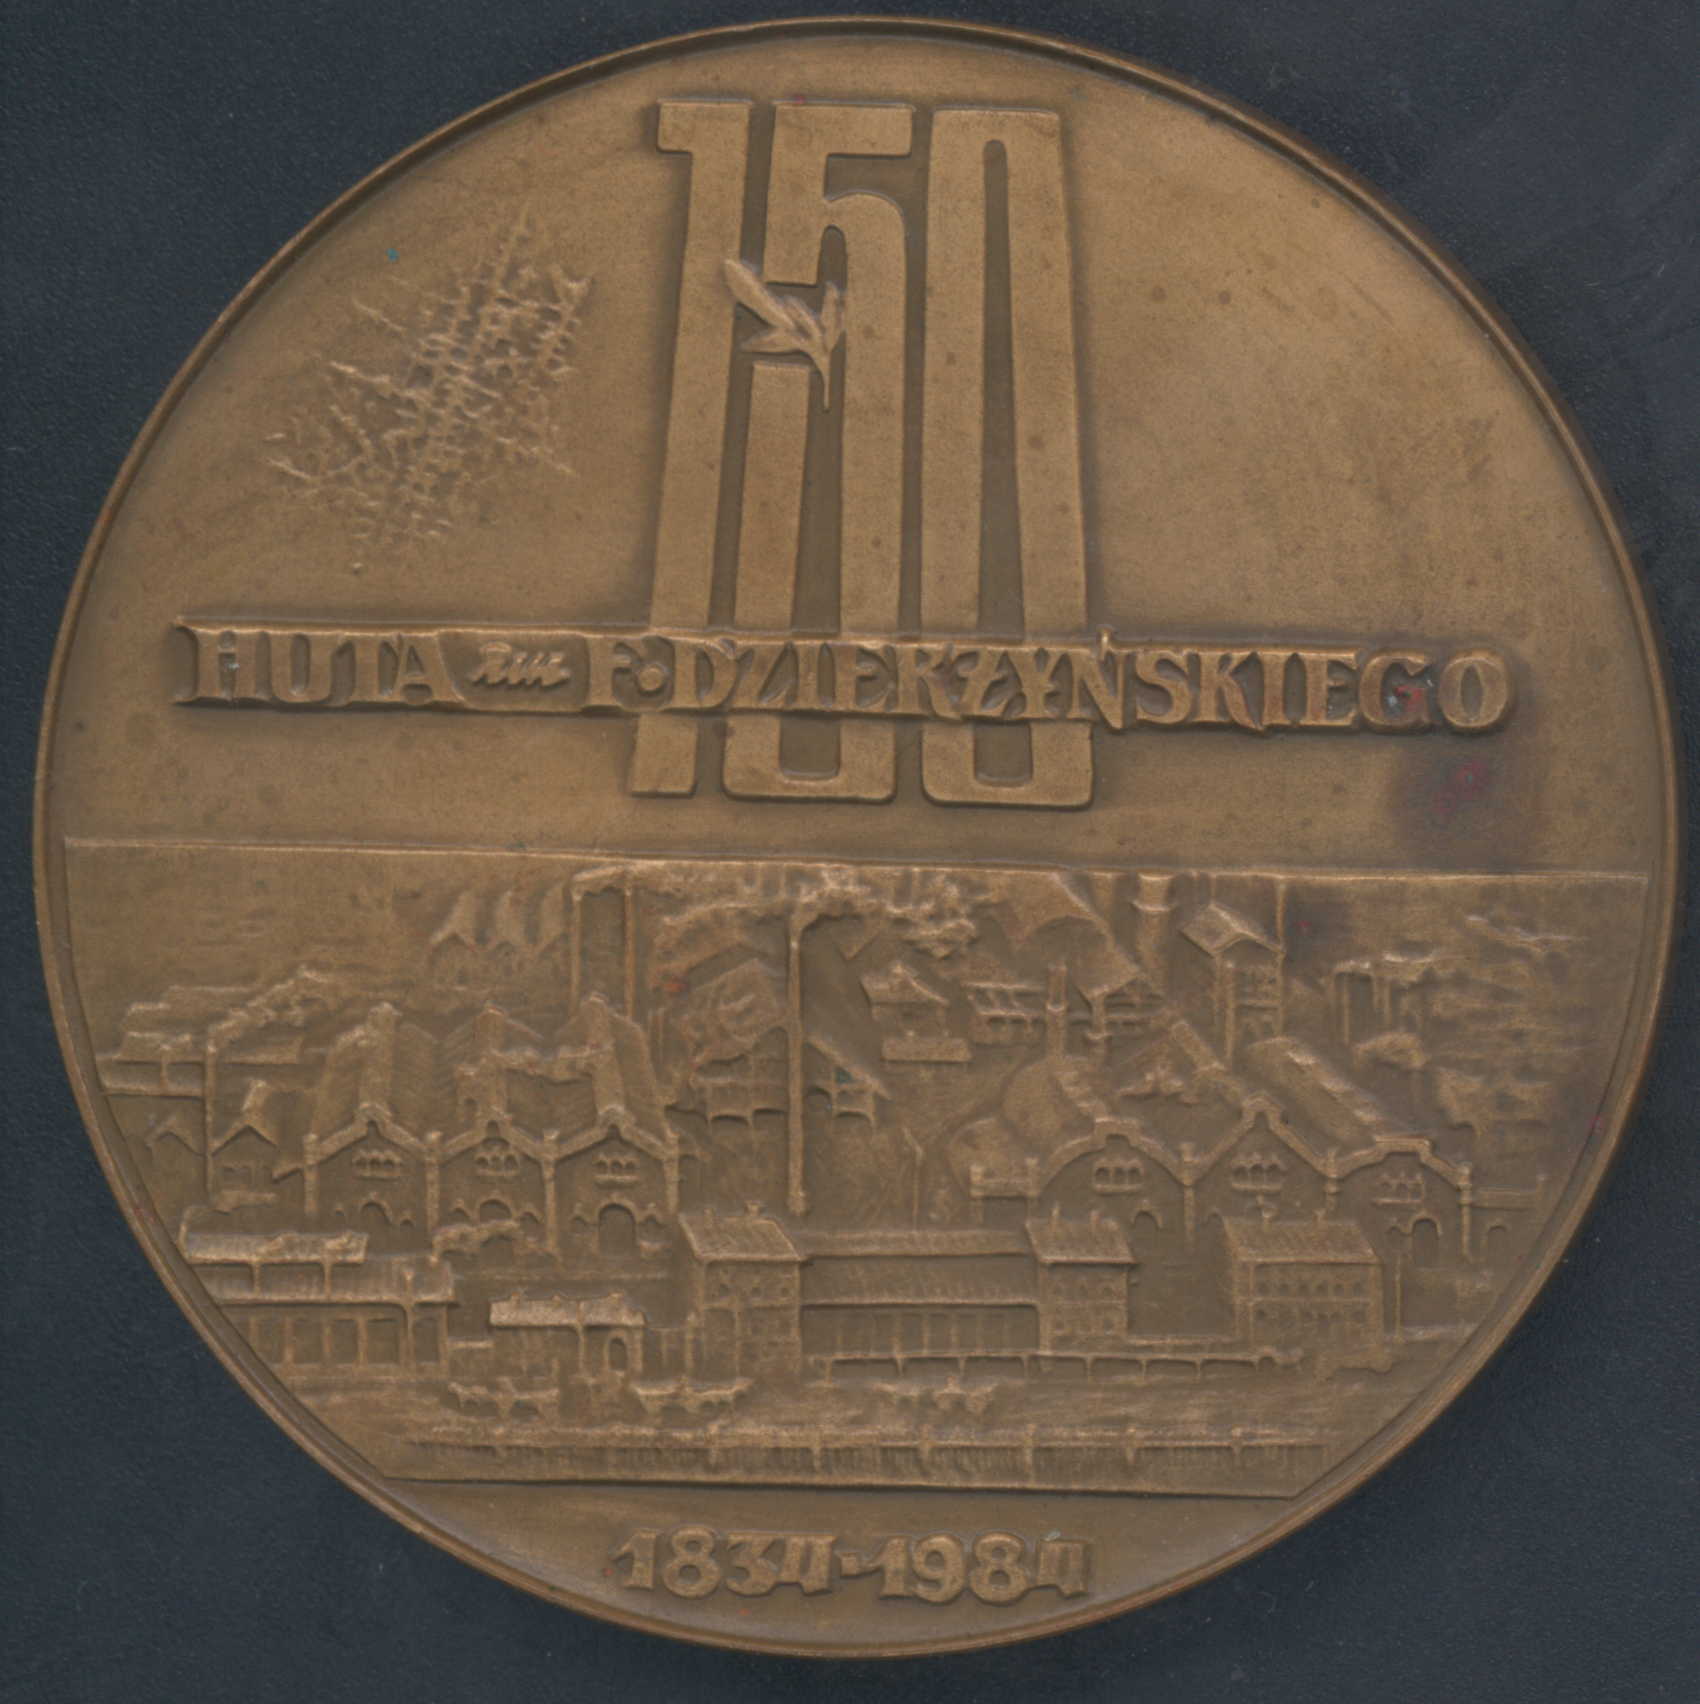 150
HUTA im F. DZIERŻYŃSKIEGO
1834-1984